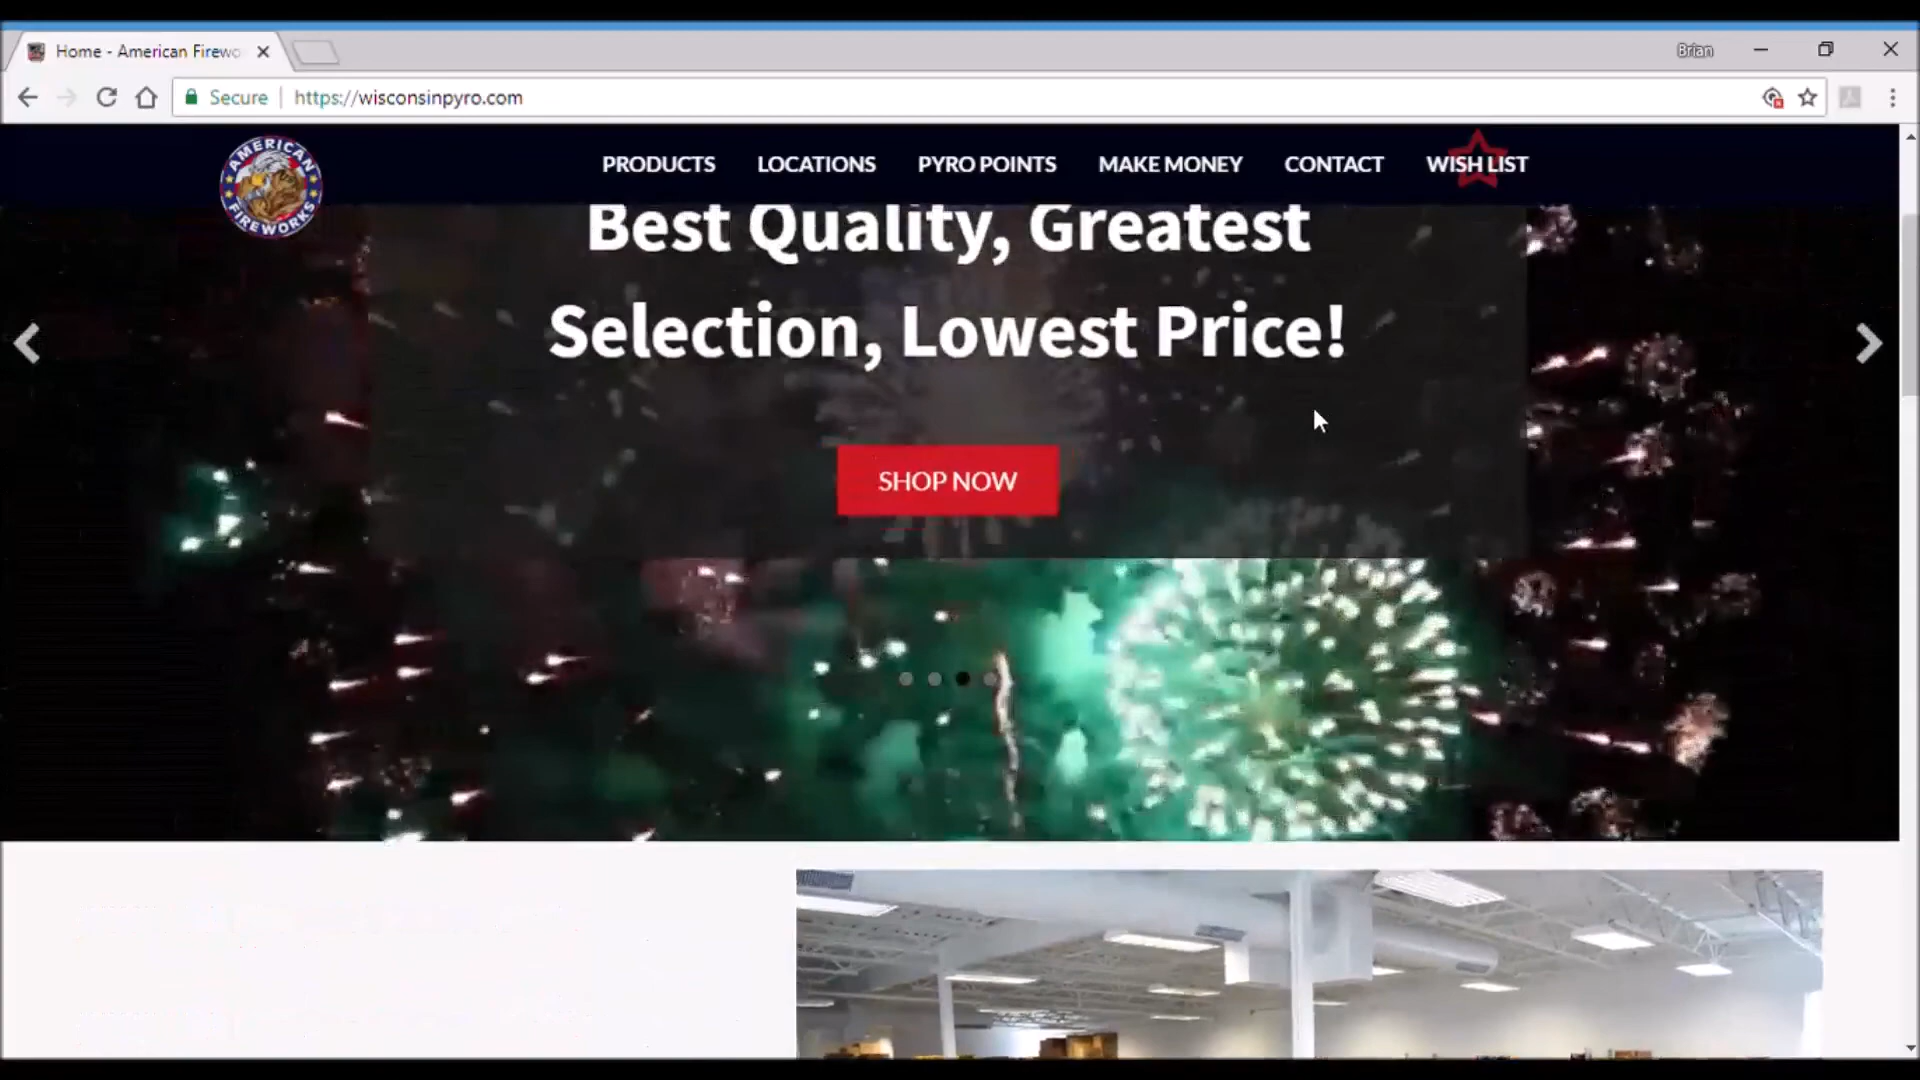 Home - American Firewo
Brian
Secure | https://wisconsinpyro.com
AMERICAN FIREWORKS
PRODUCTS LOCATIONS PYRO POINTS MAKE MONEY CONTACT WISH LIST
Best Quality, Greatest
Selection, Lowest Price!
SHOP NOW